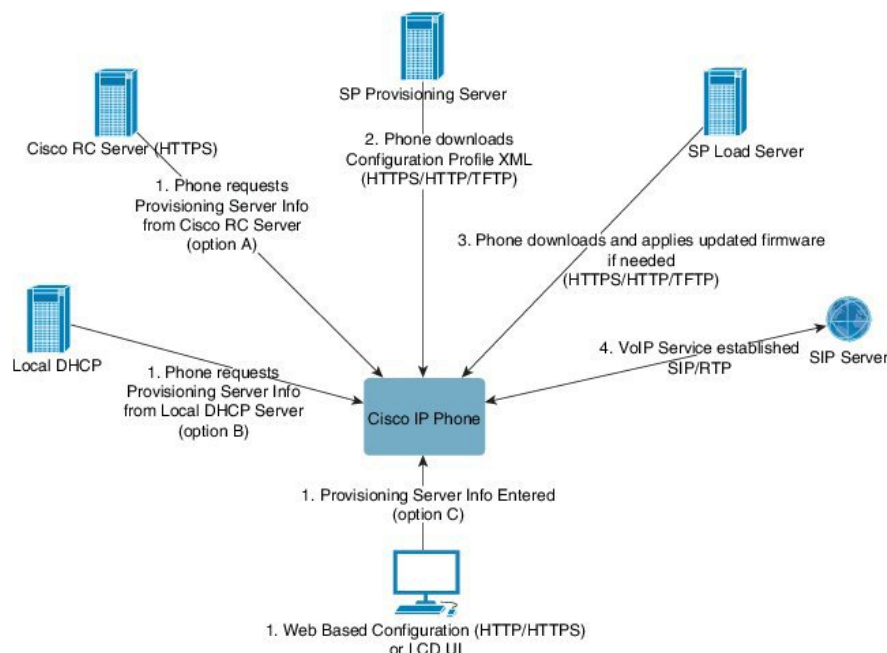 SP Provisioning Server
Cisco RC Server (HTTPS)
SP Load Server
2. Phone downloads
Configuration Profile XML
(HTTPS/HTTP/TFTP)
1. Phone requests
Provisioning Server Info
from Cisco RC Server
(option A)
3. Phone downloads and applies updated firmware
if needed
(HTTPS/HTTP/TFTP)
Local DHCP
SIP Server
4. VoIP Service established
SIP/RTP
1. Phone requests
Provisioning Server Info
from Local DHCP Server
(option B)
Cisco IP Phone
1. Provisioning Server Info Entered
(option C)
1. Web Based Configuration (HTTP/HTTPS)
or LCD UI